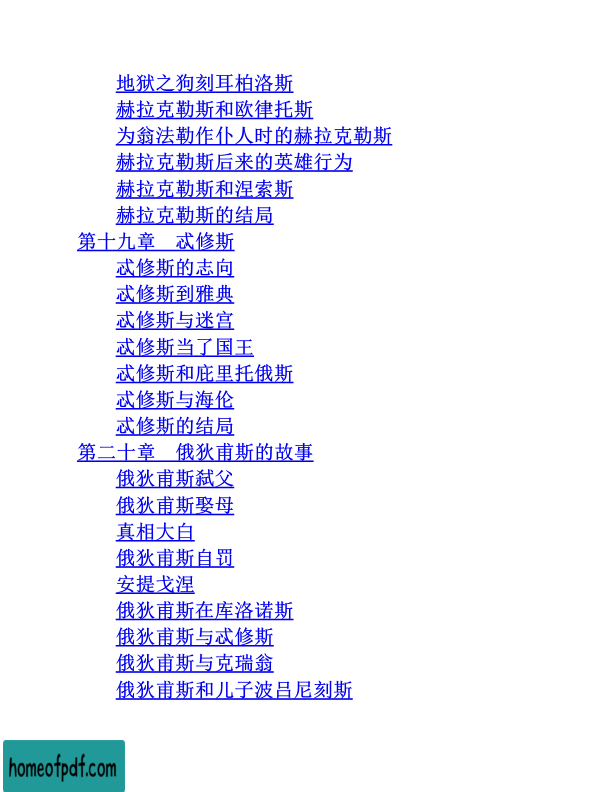 地狱之狗刻耳柏洛斯
赫拉克勒斯和欧律托斯
为翁法勒作仆人时的赫拉克勒斯
赫拉克勒斯后来的英雄行为
赫拉克勒斯和涅索斯
赫拉克勒斯的结局
第十九章　忒修斯
忒修斯的志向
忒修斯到雅典
忒修斯与迷宫
忒修斯当了国王
忒修斯和庇里托俄斯
忒修斯与海伦
忒修斯的结局
第二十章　俄狄甫斯的故事
俄狄甫斯弑父
俄狄甫斯娶母
真相大白
俄狄甫斯自罚
安提戈涅
俄狄甫斯在库洛诺斯
俄狄甫斯与忒修斯
俄狄甫斯与克瑞翁
俄狄甫斯和儿子波吕尼刻斯
homeofpdf.com